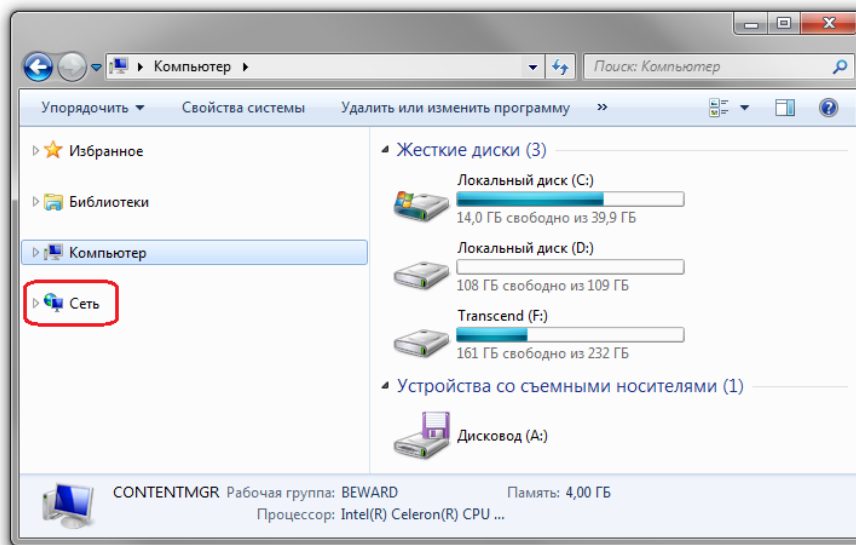 Компьютер
Поиск: Компьютер
Упорядочить Свойства системы Удалить или изменить программу »
Избранное
Библиотеки
Компьютер
Сеть
Жесткие диски (3)
Локальный диск (C:)
14,0 ГБ свободно из 39,9 ГБ
Локальный диск (D:)
108 ГБ свободно из 109 ГБ
Transcend (F:)
161 ГБ свободно из 232 ГБ
Устройства со съемными носителями (1)
Дисковод (A:)
CONTENTMGR Рабочая группа: BEWARD Память: 4,00 ГБ
Процессор: Intel(R) Celeron(R) CPU ...